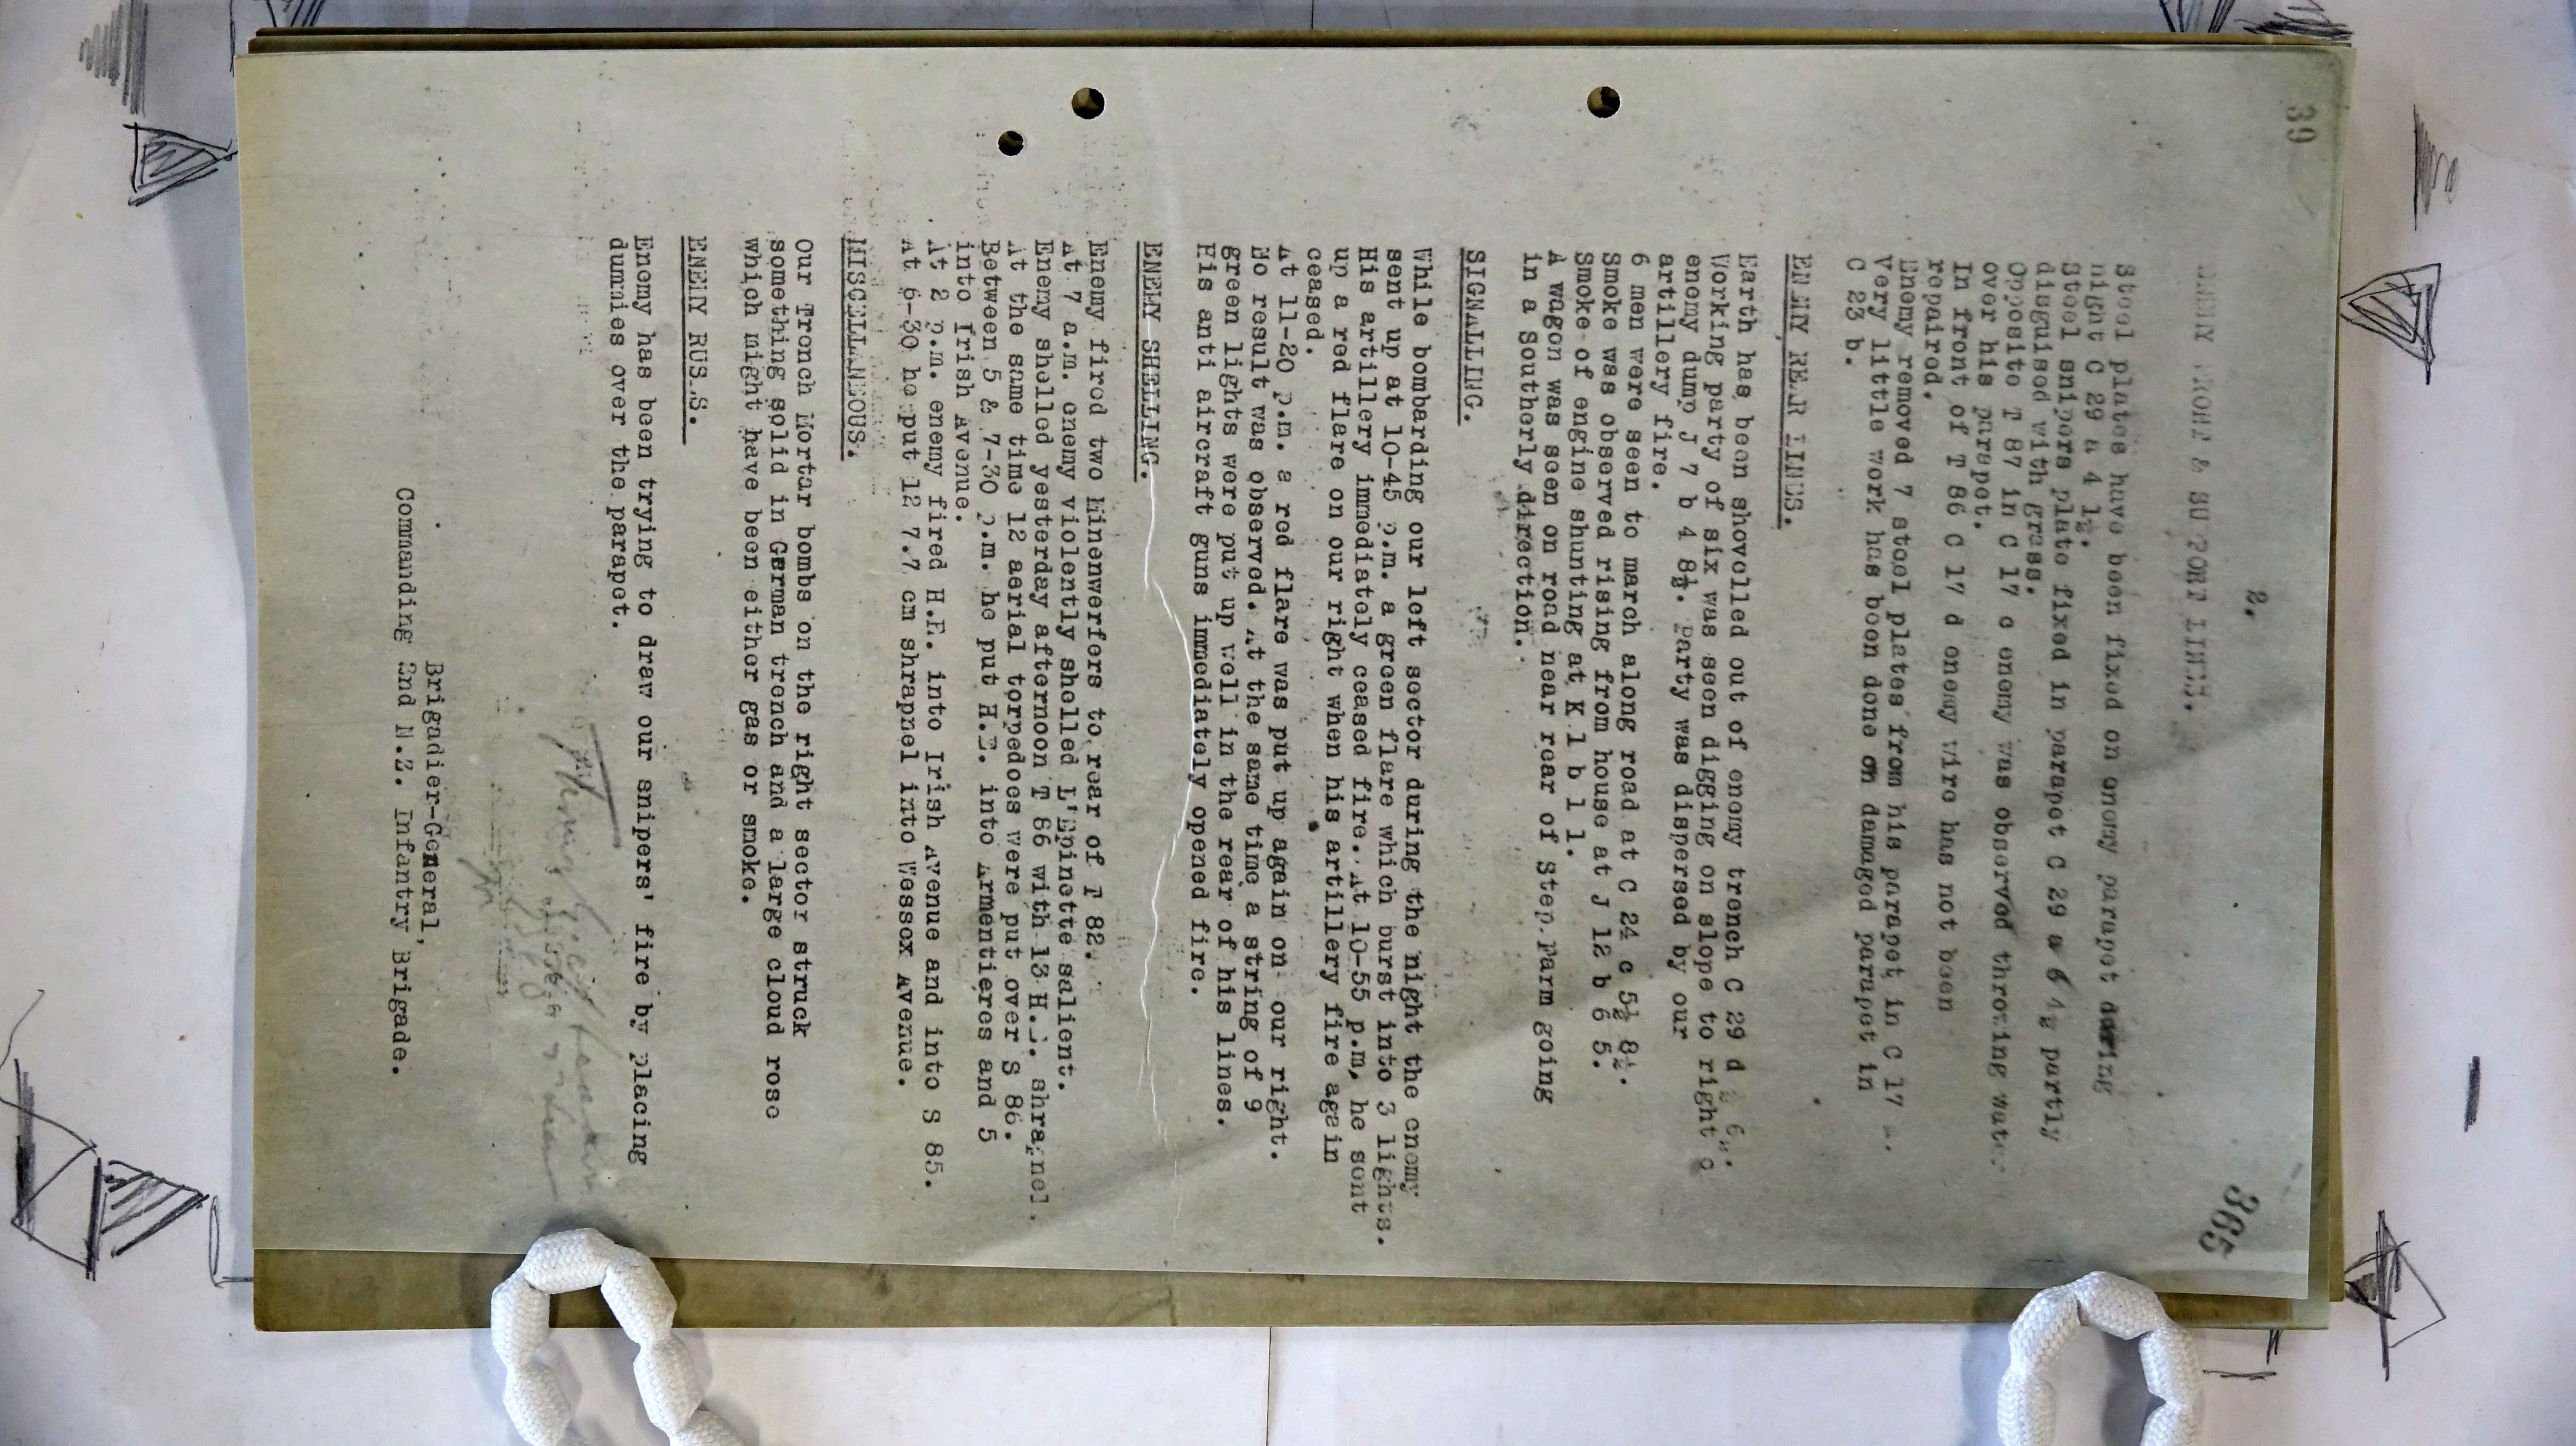 39
2.
365
ENEMY FRONT & SUPPORT LINES.
Steel plates have been fixed on enemy parapet during
night C 29 a 4 1½.
Steel snipers plate fixed in parapet C 29 a 6 4½ partly
disguised with grass.
Opposite T 87 in C 17 c enemy was observed throwing water
over his parapet.
In front of T 86 C 17 d enemy wire has not been
repaired.
Enemy removed 7 steel plates from his parapet in C 17
Very little work has been done on damaged parapet in
C 23 b.
ENEMY REAR LINES.
Earth has been shovelled out of enemy trench C 29 d
Working party of six was seen digging on slope to right o
enemy dump J 7 b 4 8½. Party was dispersed by our
artillery fire.
6 men were seen to march along road at C 24 c 5½ 8½.
Smoke was observed rising from house at J 12 b 6 5.
Smoke of engine shunting at K 1 b 1 1.
A wagon was seen on road near rear of Step.Farm going
in a Southerly direction.
SIGNALLING.
While bombarding our left sector during the night the enemy
sent up at 10-45 p.m. a green flare which burst into 3 lights.
His artillery immediately ceased fire. At 10-55 p.m, he sent
up a red flare on our right when his artillery fire again
ceased.
At 11-20 p.m. a red flare was put up again on our right.
No result was observed. At the same time a string of 9
green lights were put up well in the rear of his lines.
His anti aircraft guns immediately opened fire.
ENEMY SHELLING.
Enemy fired two Minenwerfers to rear of T 82.
At 7 a.m. enemy violently shelled L'Epinette salient.
Enemy shelled yesterday afternoon T 86 with 13 H.E. shrapnel.
At the same time 12 aerial torpedoes were put over S 86.
Between 5 & 7-30 p.m. he put H.E. into Armentieres and 5
into Irish Avenue.
At 2 p.m. enemy fired H.E. into Irish Avenue and into S 85.
At 6-30 he put 12 7.7 cm shrapnel into Wessex Avenue.
MISCELLANEOUS.
Our Trench Mortar bombs on the right sector struck
something solid in German trench and a large cloud rose
which might have been either gas or smoke.
ENEMY RUSES.
Enemy has been trying to draw our snipers' fire by placing
dummies over the parapet.
Brigadier-General,
Commanding 2nd N.Z. Infantry Brigade.